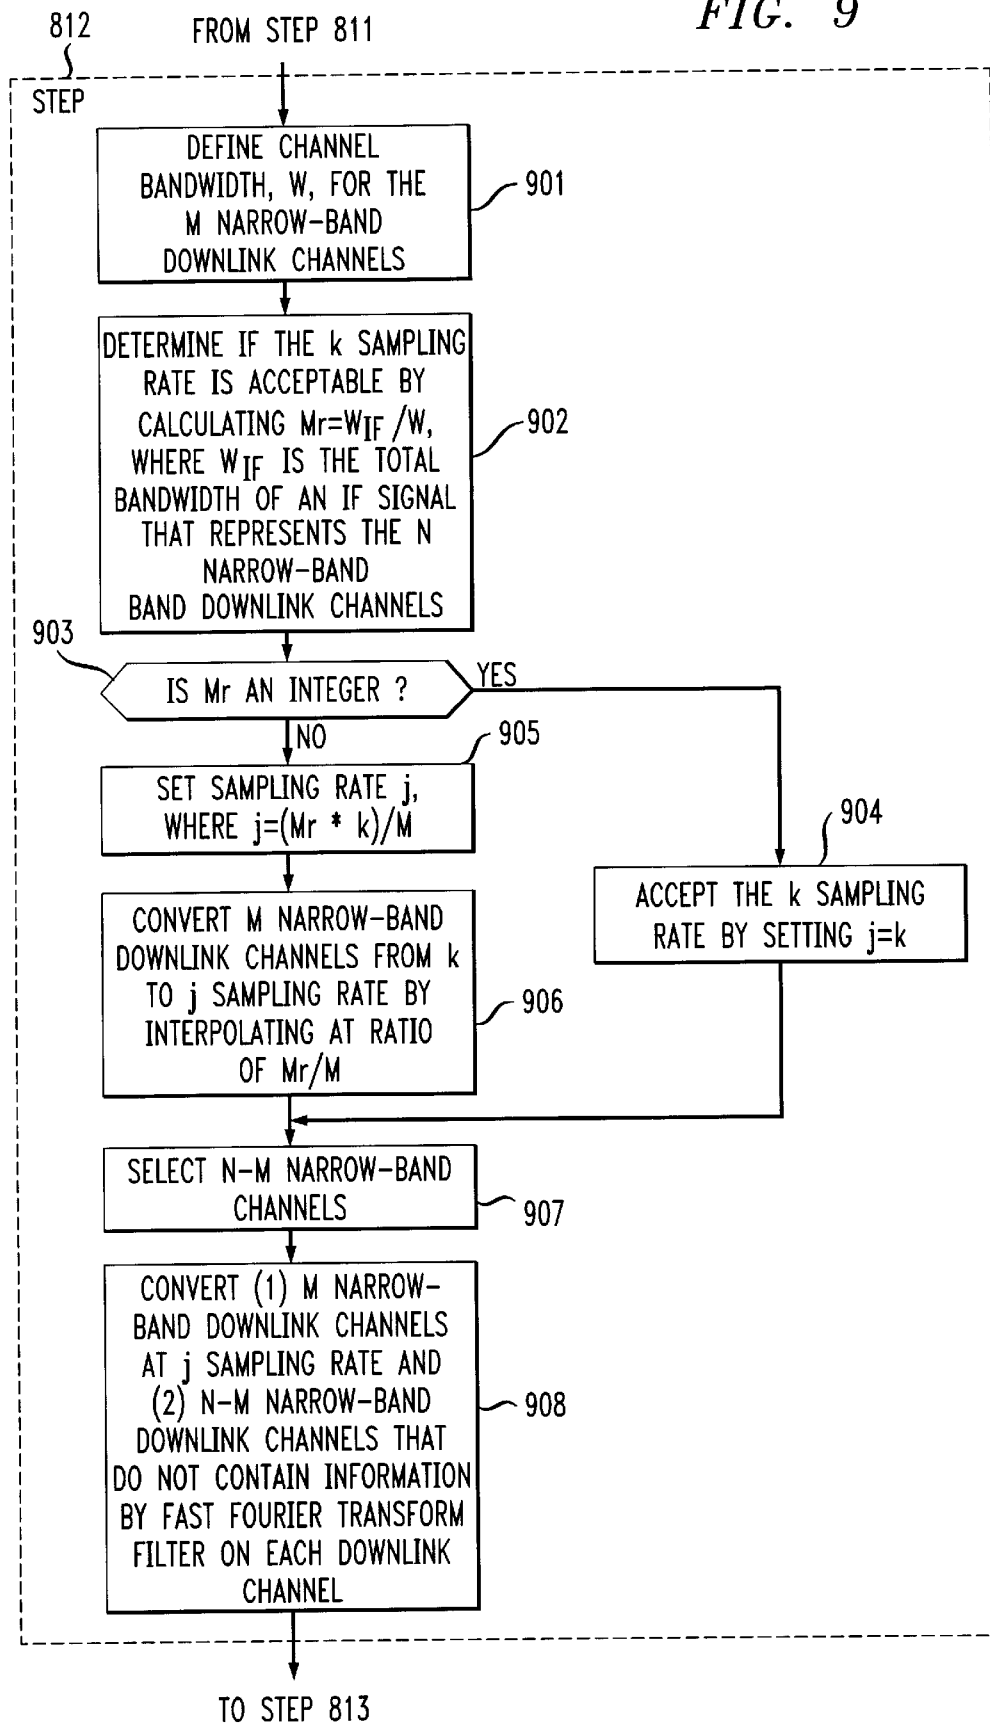 FIG. 9
812
FROM STEP 811
STEP
DEFINE CHANNEL
BANDWIDTH, W, FOR THE
M NARROW-BAND
DOWNLINK CHANNELS
901
DETERMINE IF THE k SAMPLING
RATE IS ACCEPTABLE BY
CALCULATING Mr=WIF/W,
WHERE WIF IS THE TOTAL
BANDWIDTH OF AN IF SIGNAL
THAT REPRESENTS THE N
NARROW-BAND
BAND DOWNLINK CHANNELS
902
903
IS Mr AN INTEGER ?
YES
NO
905
SET SAMPLING RATE j,
WHERE j=(Mr * k)/M
904
ACCEPT THE k SAMPLING
RATE BY SETTING j=k
CONVERT M NARROW-BAND
DOWNLINK CHANNELS FROM k
TO j SAMPLING RATE BY
INTERPOLATING AT RATIO
OF Mr/M
906
SELECT N-M NARROW-BAND
CHANNELS
907
CONVERT (1) M NARROW-
BAND DOWNLINK CHANNELS
AT j SAMPLING RATE AND
(2) N-M NARROW-BAND
DOWNLINK CHANNELS THAT
DO NOT CONTAIN INFORMATION
BY FAST FOURIER TRANSFORM
FILTER ON EACH DOWNLINK
CHANNEL
908
TO STEP 813